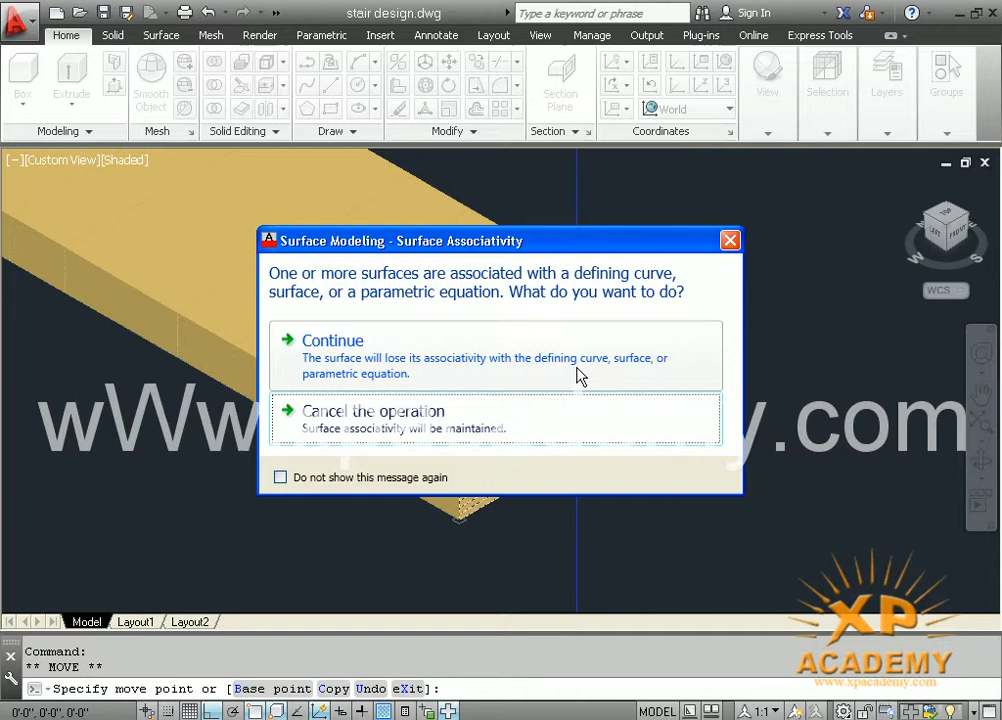 stair design.dwg
Type a keyword or phrase
Sign In
Home Solid Surface Mesh Render Parametric Insert Annotate Layout View Manage Output Plug-ins Online Express Tools
Box
Extrude
Smooth Object
Section Plane
World
View
Selection
Layers
Groups
Modeling
Mesh
Solid Editing
Draw
Modify
Section
Coordinates
[−][Custom View][Shaded]
TOP
LEFT
FRONT
W
S
WCS
Surface Modeling - Surface Associativity
One or more surfaces are associated with a defining curve,
surface, or a parametric equation. What do you want to do?
Continue
The surface will lose its associativity with the defining curve, surface, or
parametric equation.
Cancel the operation
Surface associativity will be maintained.
Do not show this message again
XP
ACADEMY
www.xpacademy.com
Model Layout1 Layout2
Command:
** MOVE **
Specify move point or [Base point Copy Undo eXit]:
0'-0", 0'-0", 0'-0"
MODEL
1:1